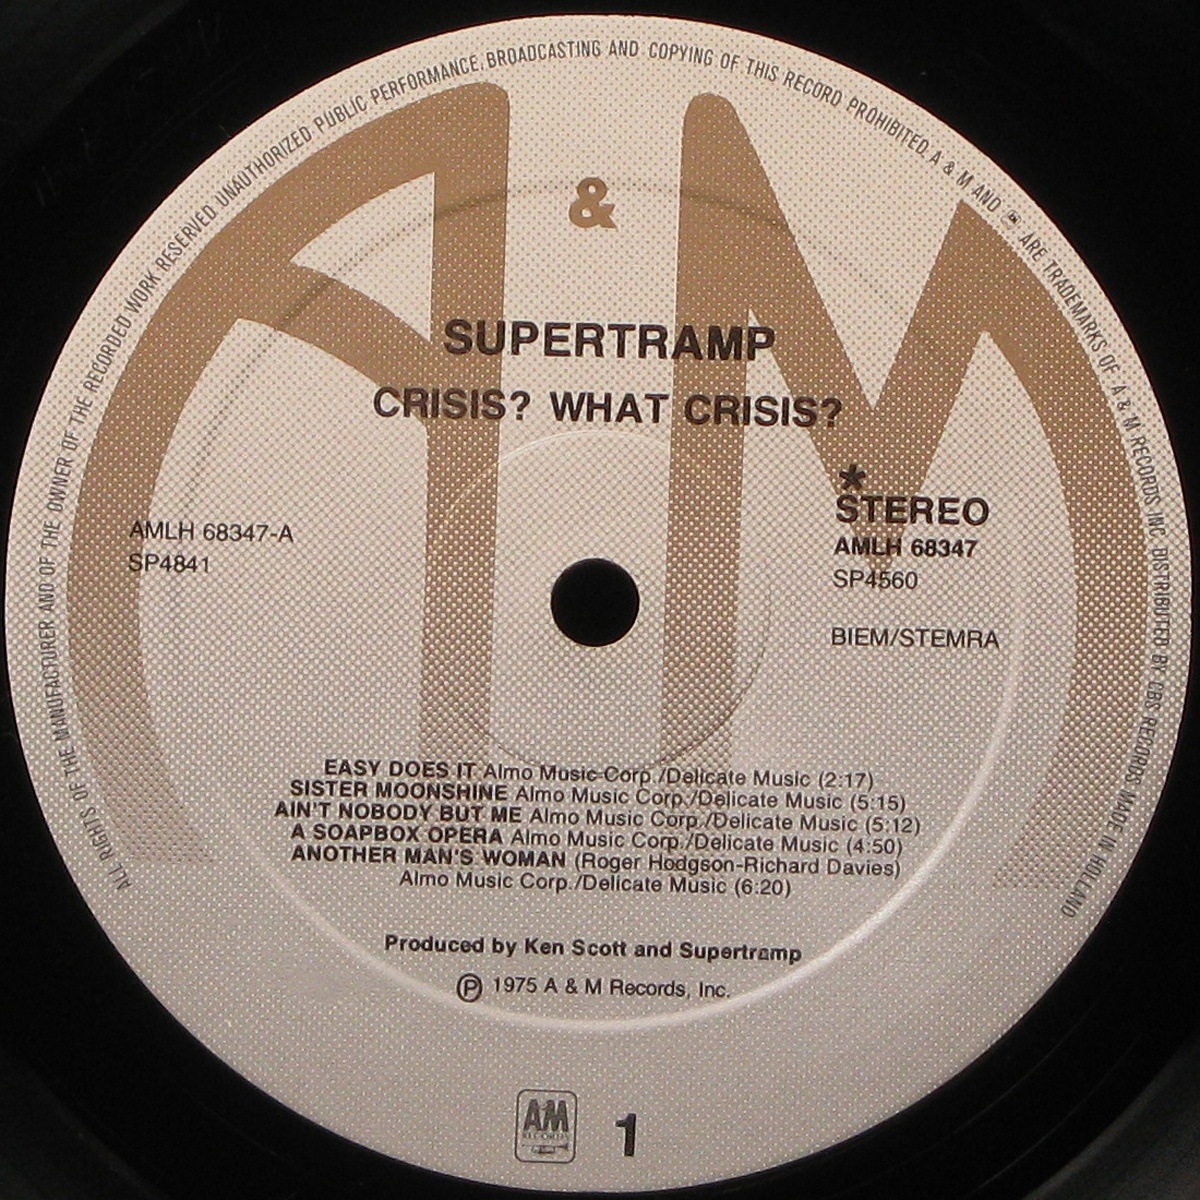 ALL RIGHTS OF THE MANUFACTURER AND OF THE OWNER OF THE RECORDED WORK RESERVED UNAUTHORIZED PUBLIC PERFORMANCE, BROADCASTING AND COPYING OF THIS RECORD PROHIBITED. A & M AND ARE TRADEMARKS OF A & M RECORDS INC. DISTRIBUTED BY CBS RECORDS MADE IN HOLLAND
A & M
SUPERTRAMP
CRISIS? WHAT CRISIS?
AMLH 68347-A
SP4841
*
STEREO
AMLH 68347
SP4560
BIEM/STEMRA
EASY DOES IT Almo Music Corp./Delicate Music (2:17)
SISTER MOONSHINE Almo Music Corp./Delicate Music (5:15)
AIN'T NOBODY BUT ME Almo Music Corp./Delicate Music (5:12)
A SOAPBOX OPERA Almo Music Corp./Delicate Music (4:50)
ANOTHER MAN'S WOMAN (Roger Hodgson-Richard Davies)
Almo Music Corp./Delicate Music (6:20)
Produced by Ken Scott and Supertramp
Ⓟ 1975 A & M Records, Inc.
AM
RECORDS
1